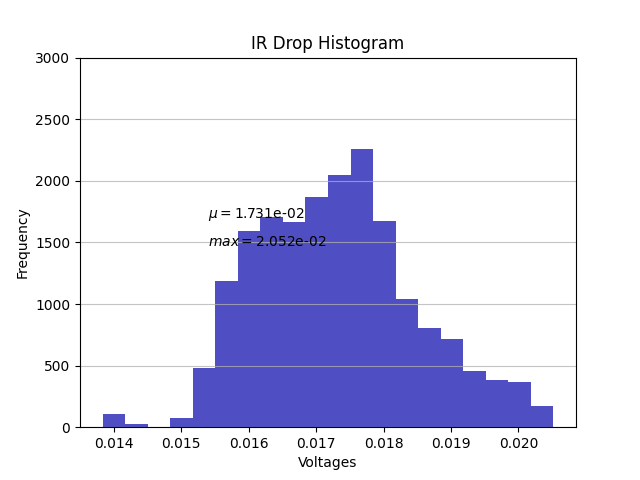 IR Drop Histogram
3000
2500
2000
1500
1000
500
0
Frequency
μ = 1.731e-02
max = 2.052e-02
0.014 0.015 0.016 0.017 0.018 0.019 0.020
Voltages